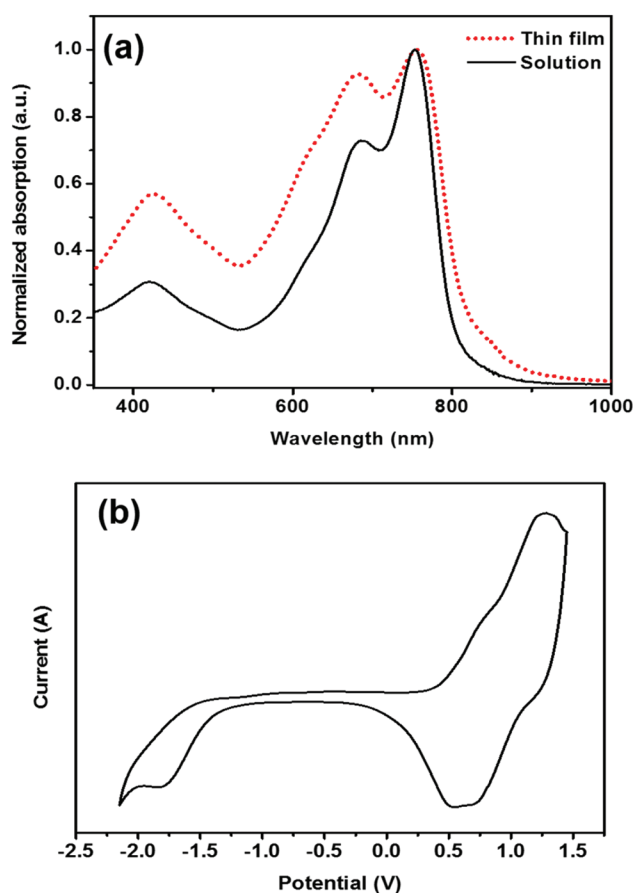 (a)
Thin film
Solution
Normalized absorption (a.u.)
1.0
0.8
0.6
0.4
0.2
0.0
400 600 800 1000
Wavelength (nm)
(b)
Current (A)
-2.5 -2.0 -1.5 -1.0 -0.5 0.0 0.5 1.0 1.5
Potential (V)